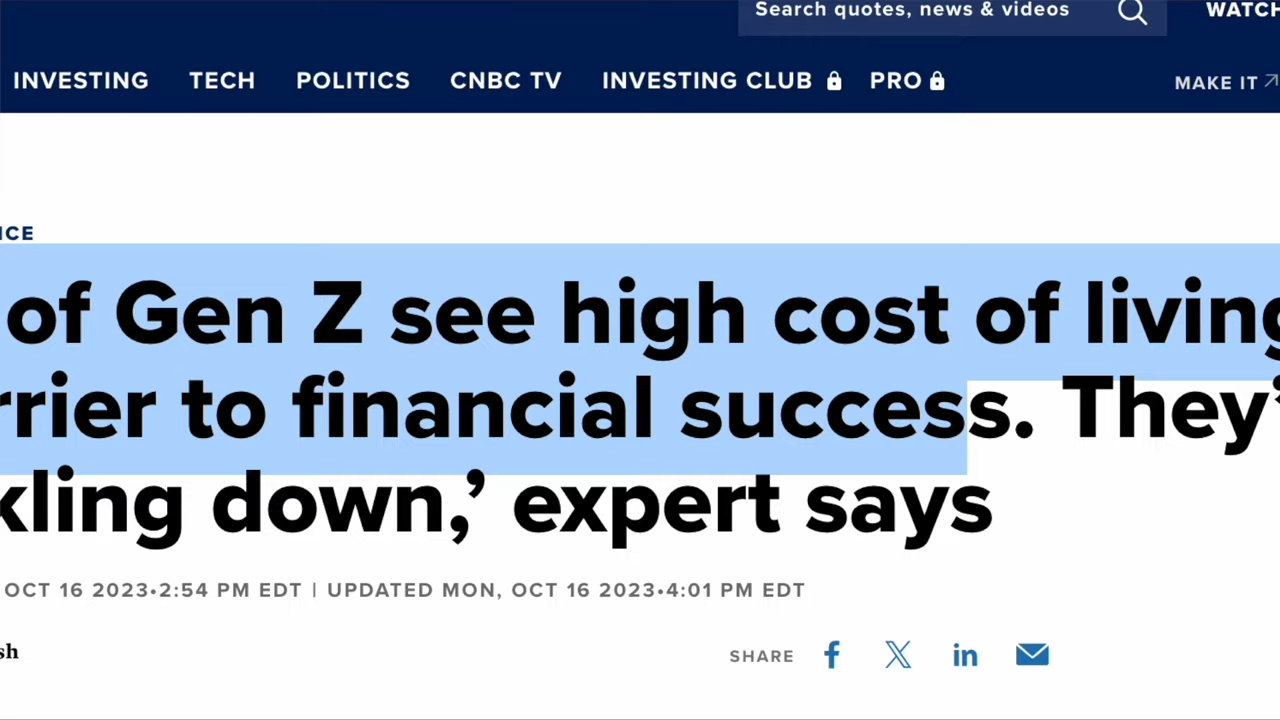 Search quotes, news & videos
WATCH
INVESTING TECH POLITICS CNBC TV INVESTING CLUB PRO
MAKE IT
of Gen Z see high cost of living
rrier to financial success. They’
kling down,’ expert says
OCT 16 2023•2:54 PM EDT | UPDATED MON, OCT 16 2023•4:01 PM EDT
SHARE